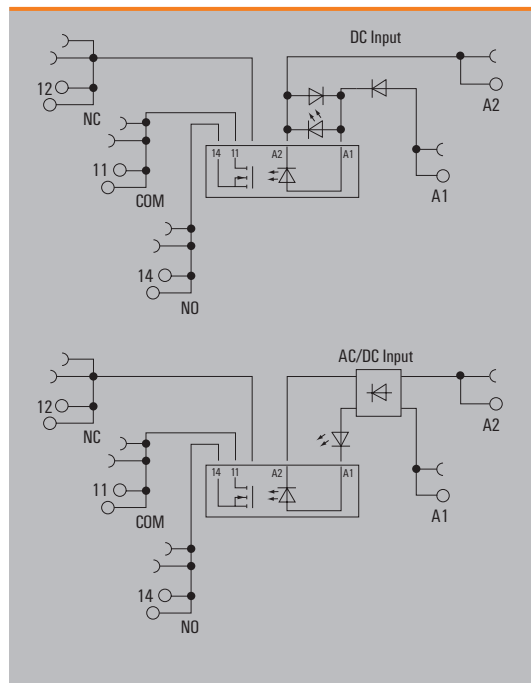 DC Input
12
NC
A2
11
COM
14 11 A2 A1
A1
14
NO
AC/DC Input
12
NC
A2
11
COM
14 11 A2 A1
A1
14
NO